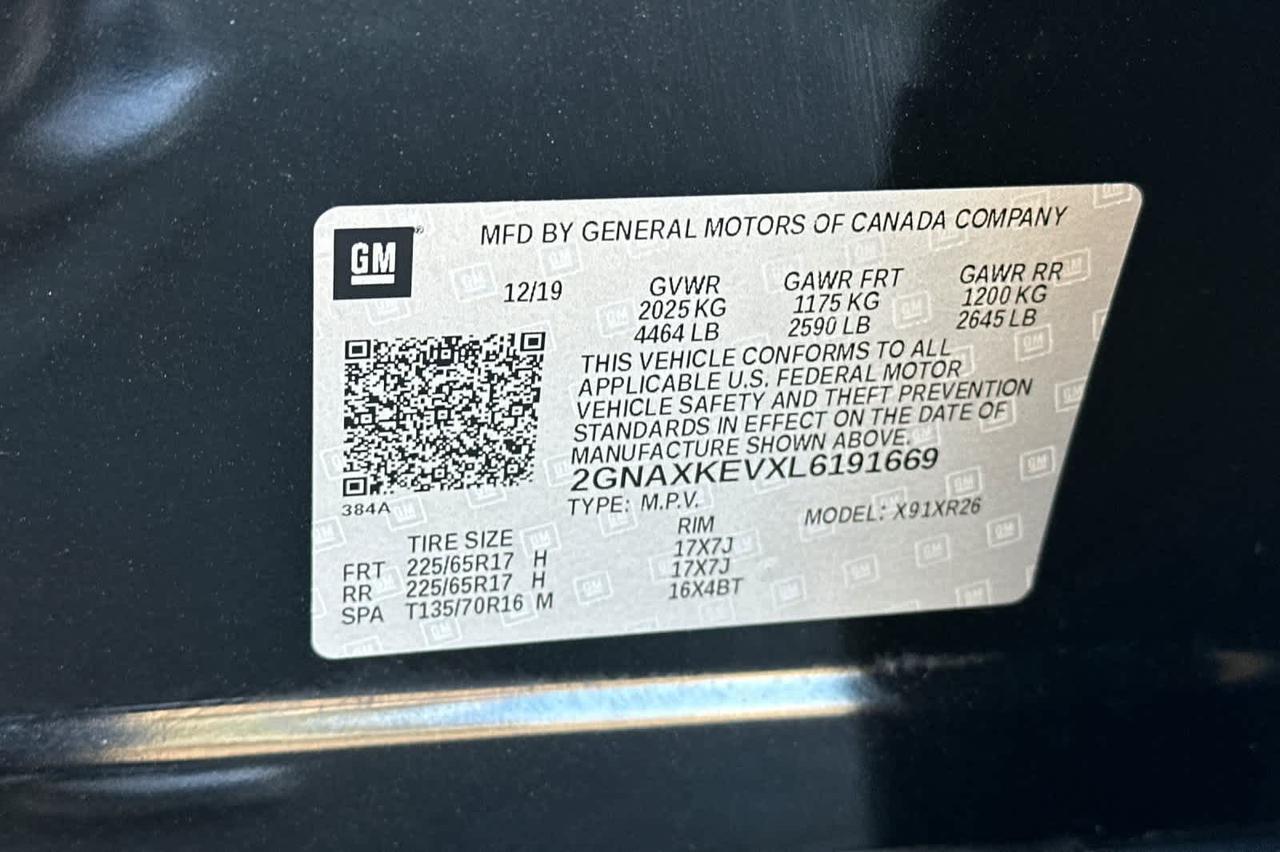 GM
MFD BY GENERAL MOTORS OF CANADA COMPANY
12/19 GVWR GAWR FRT GAWR RR
2025 KG 1175 KG 1200 KG
4464 LB 2590 LB 2645 LB
THIS VEHICLE CONFORMS TO ALL
APPLICABLE U.S. FEDERAL MOTOR
VEHICLE SAFETY AND THEFT PREVENTION
STANDARDS IN EFFECT ON THE DATE OF
MANUFACTURE SHOWN ABOVE.
2GNAXKEVXL6191669
384A
TYPE: M.P.V. MODEL: X91XR26
TIRE SIZE RIM
FRT 225/65R17 H 17X7J
RR 225/65R17 H 17X7J
SPA T135/70R16 M 16X4BT